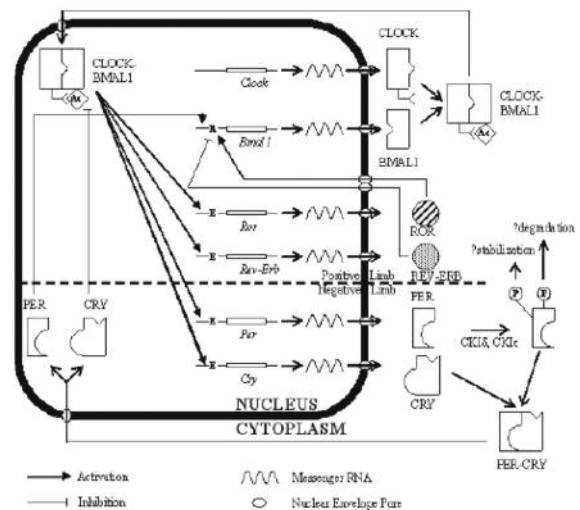 CLOCK
CLOCK-
BMAL1
Ac
Clock
CLOCK-
BMAL1
Ac
R
Bmal 1
BMAL1
E
Ror
ROR
?degradation
E
Rev-Erb
REV-ERB
?stabilization
Positive Limb
Negative Limb
PER
CRY
PER
P
E
Per
CKIδ, CKIε
E
Cry
CRY
NUCLEUS
CYTOPLASM
PER-CRY
Activation
Messenger RNA
Inhibition
Nuclear Envelope Pore